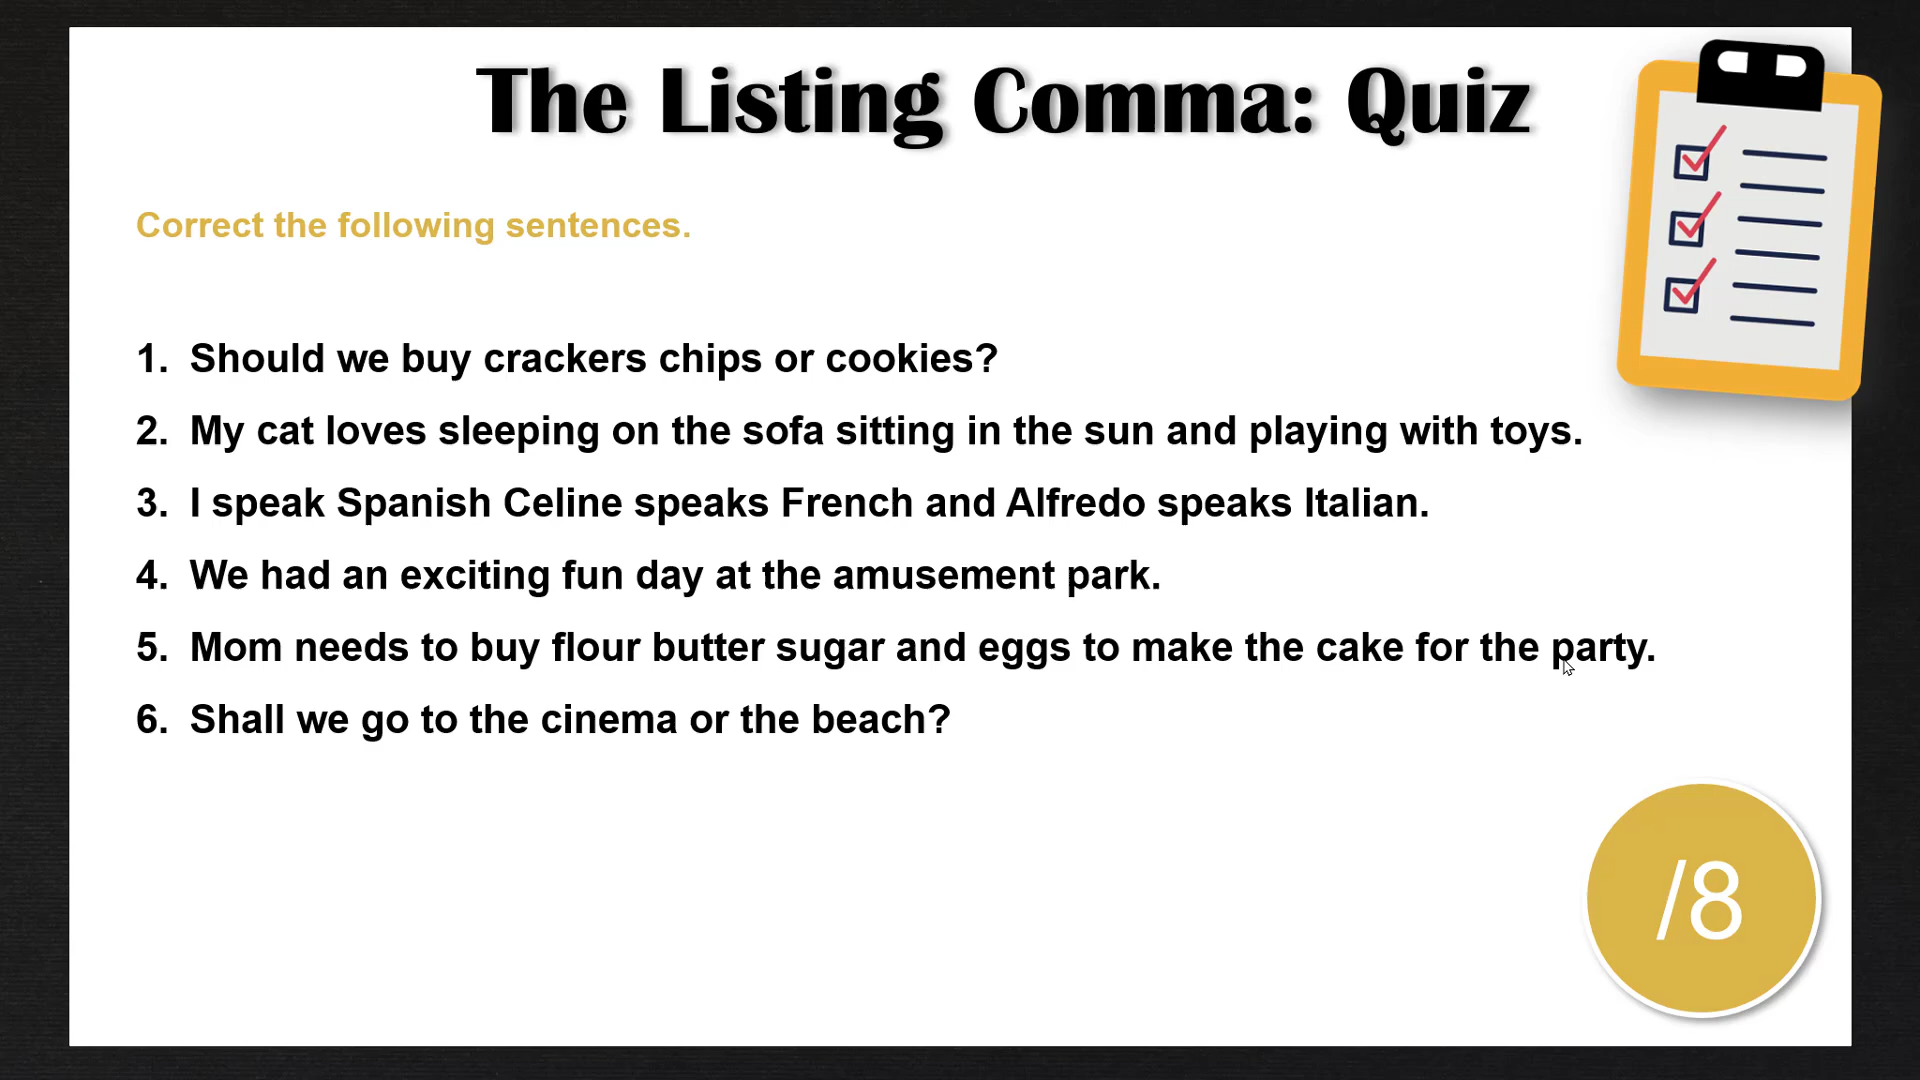 The Listing Comma: Quiz
Correct the following sentences.
1. Should we buy crackers chips or cookies?
2. My cat loves sleeping on the sofa sitting in the sun and playing with toys.
3. I speak Spanish Celine speaks French and Alfredo speaks Italian.
4. We had an exciting fun day at the amusement park.
5. Mom needs to buy flour butter sugar and eggs to make the cake for the party.
6. Shall we go to the cinema or the beach?
/8